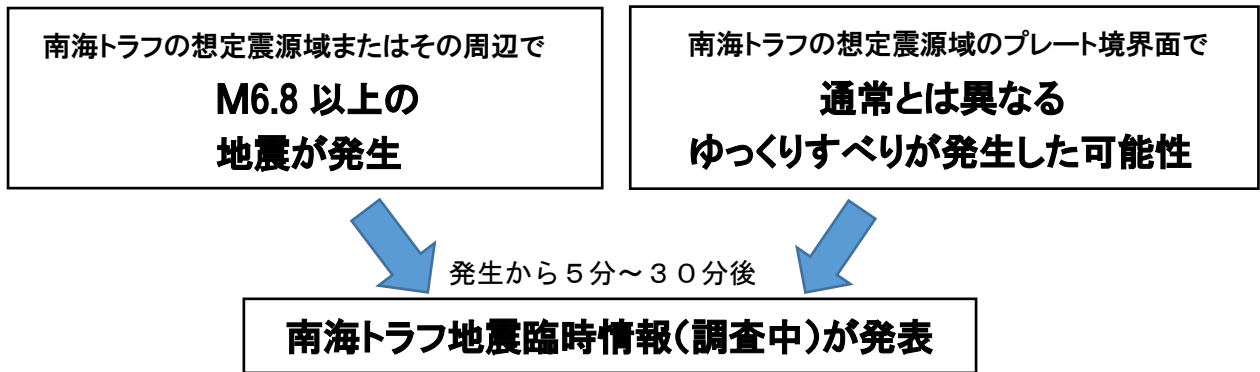 南海トラフの想定震源域またはその周辺で
M6.8 以上の
地震が発生
南海トラフの想定震源域のプレート境界面で
通常とは異なる
ゆっくりすべりが発生した可能性
発生から５分～３０分後
南海トラフ地震臨時情報（調査中）が発表